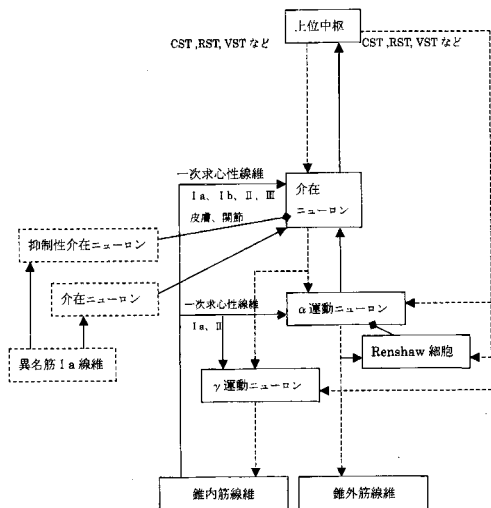 上位中枢
CST ,RST, VST など
CST ,RST, VST など
一次求心性線維
Ⅰa、Ⅰb、Ⅱ、Ⅲ
皮膚、関節
介在
ニューロン
抑制性介在ニューロン
介在ニューロン
一次求心性線維
Ⅰa、Ⅱ
α運動ニューロン
Renshaw 細胞
異名筋Ⅰa線維
γ運動ニューロン
錐内筋線維
錐外筋線維